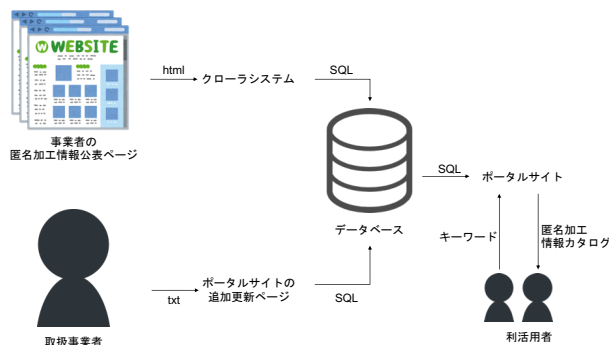 WEBSITE
事業者の
匿名加工情報公表ページ
html
クローラシステム
SQL
データベース
SQL
ポータルサイト
キーワード
匿名加工
情報カタログ
利活用者
取扱事業者
txt
ポータルサイトの
追加更新ページ
SQL